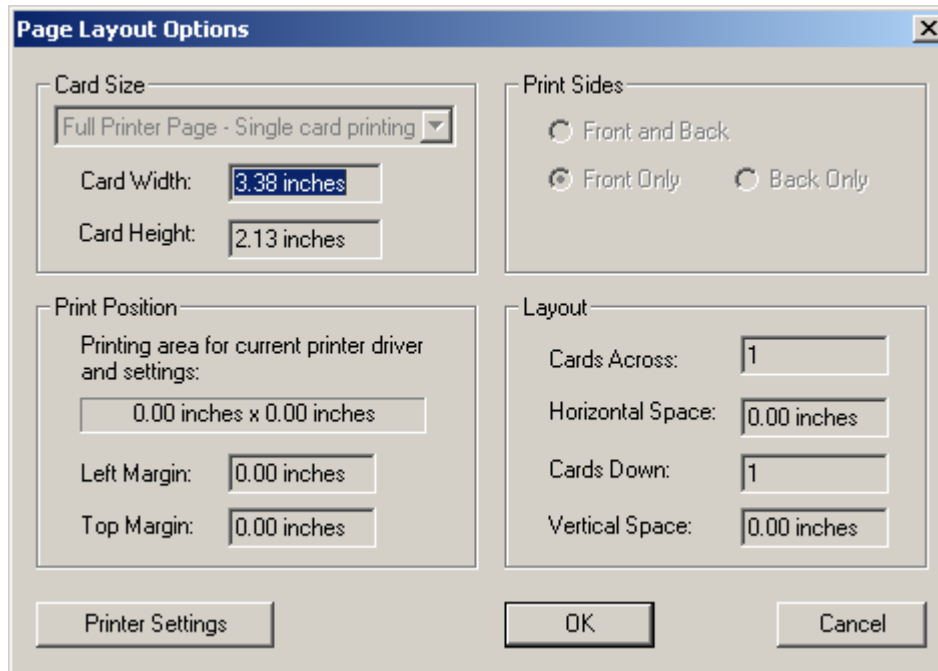 Page Layout Options
Card Size
Full Printer Page - Single card printing
Card Width: 3.38 inches
Card Height: 2.13 inches
Print Sides
Front and Back
Front Only Back Only
Print Position
Printing area for current printer driver
and settings:
0.00 inches x 0.00 inches
Left Margin: 0.00 inches
Top Margin: 0.00 inches
Layout
Cards Across: 1
Horizontal Space: 0.00 inches
Cards Down: 1
Vertical Space: 0.00 inches
Printer Settings OK Cancel